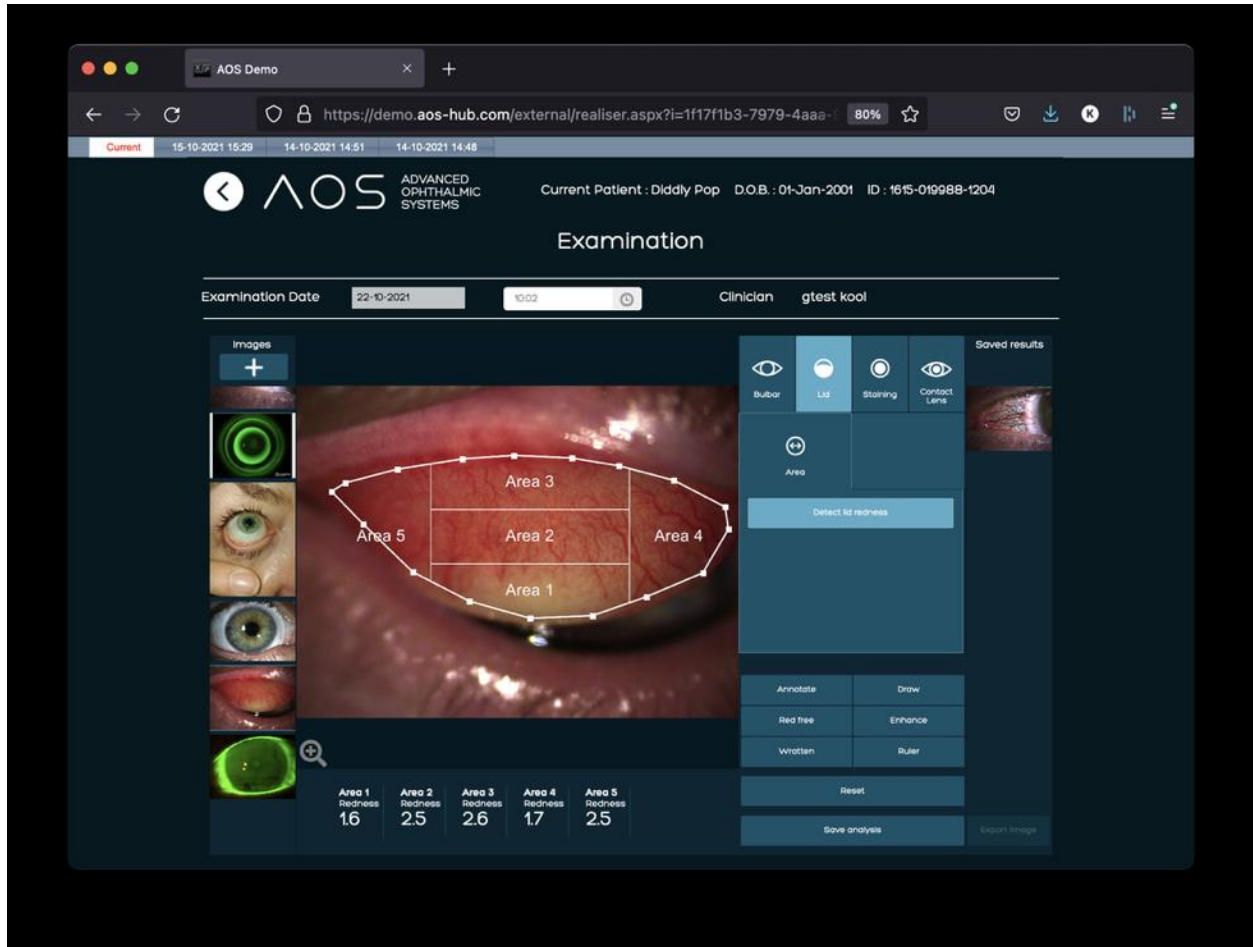 AOS Demo
https://demo.aos-hub.com/external/realiser.aspx?i=1f17f1b3-7979-4aaa- 80% K
Current 15-10-2021 15:29 14-10-2021 14:51 14-10-2021 14:48
AOS ADVANCED
OPHTHALMIC
SYSTEMS
Current Patient : Diddly Pop D.O.B. : 01-Jan-2001 ID : 1615-019988-1204
Examination
Examination Date 22-10-2021 10:02 Clinician gtest kool
Images
Bulbar Lid Staining Contact
Lens
Saved results
Area
Detect lid redness
Area 3
Area 5 Area 2 Area 4
Area 1
Annotate Draw
Red free Enhance
Wratten Ruler
Reset
Save analysis Export Image
Area 1 Area 2 Area 3 Area 4 Area 5
Redness Redness Redness Redness Redness
1.6 2.5 2.6 1.7 2.5